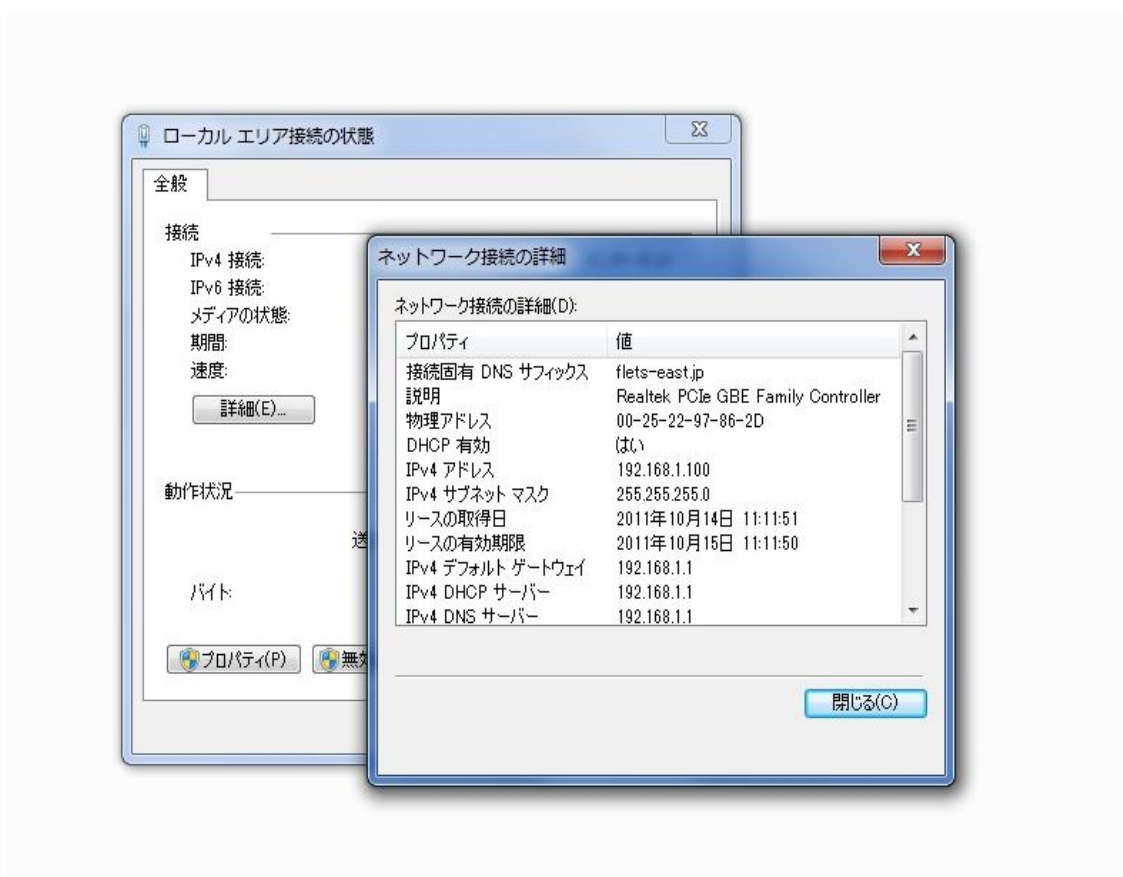 ローカル エリア接続の状態
全般
接続
IPv4 接続:
IPv6 接続:
メディアの状態:
期間:
速度:
詳細(E)...
動作状況
送
バイト:
プロパティ(P)
無効
ネットワーク接続の詳細
ネットワーク接続の詳細(D):
プロパティ 値
接続固有 DNS サフィックス flets-east.jp
説明 Realtek PCIe GBE Family Controller
物理アドレス 00-25-22-97-86-2D
DHCP 有効 はい
IPv4 アドレス 192.168.1.100
IPv4 サブネット マスク 255.255.255.0
リースの取得日 2011年10月14日 11:11:51
リースの有効期限 2011年10月15日 11:11:50
IPv4 デフォルト ゲートウェイ 192.168.1.1
IPv4 DHCP サーバー 192.168.1.1
IPv4 DNS サーバー 192.168.1.1
閉じる(C)